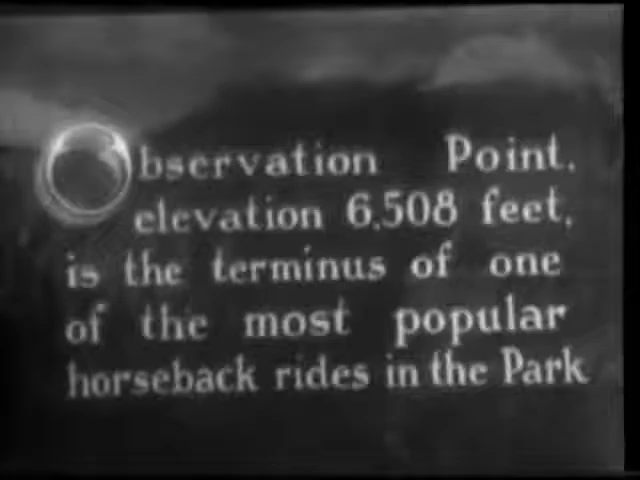 Observation Point,
elevation 6,508 feet,
is the terminus of one
of the most popular
horseback rides in the Park